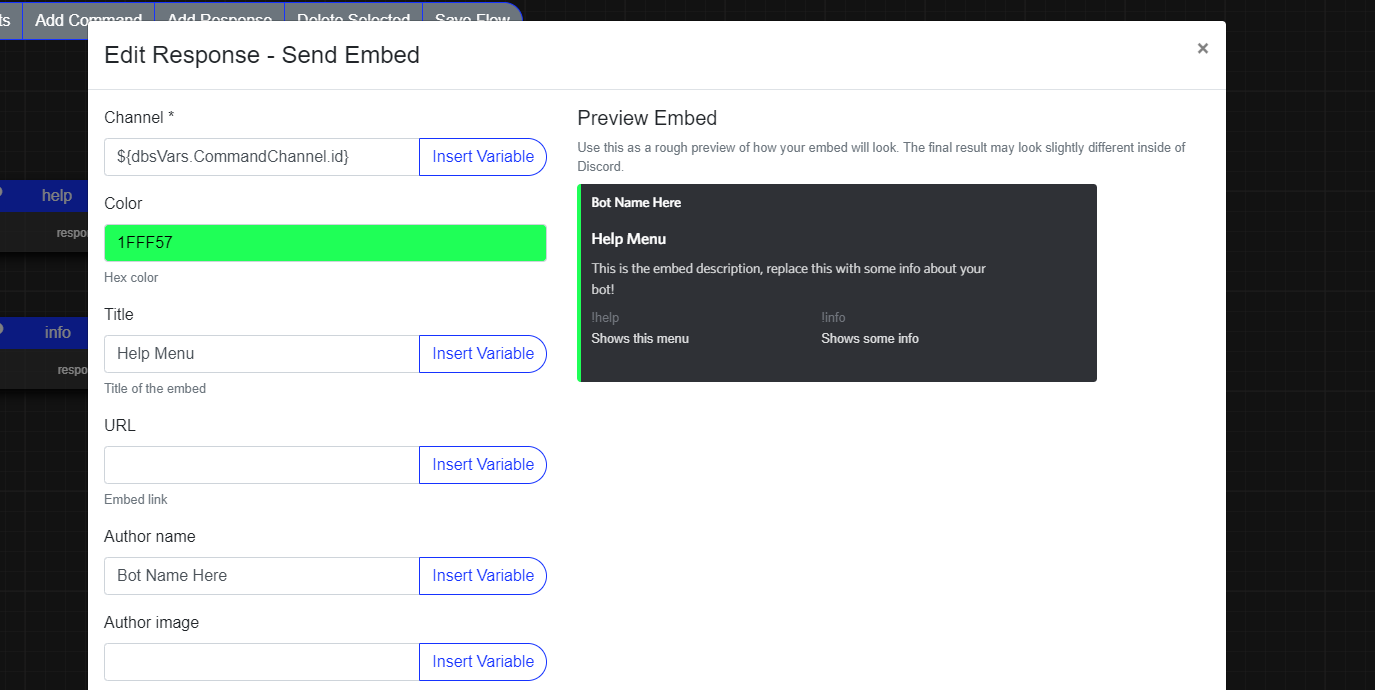 ts Add Command Add Response Delete Selected Save Flow
Edit Response - Send Embed
×
Channel *
${dbsVars.CommandChannel.id} Insert Variable
Color
1FFF57
Hex color
Title
Help Menu Insert Variable
Title of the embed
URL
Insert Variable
Embed link
Author name
Bot Name Here Insert Variable
Author image
Insert Variable
Preview Embed
Use this as a rough preview of how your embed will look. The final result may look slightly different inside of
Discord.
Bot Name Here
Help Menu
This is the embed description, replace this with some info about your
bot!
!help !info
Shows this menu Shows some info
help
respo
info
respo